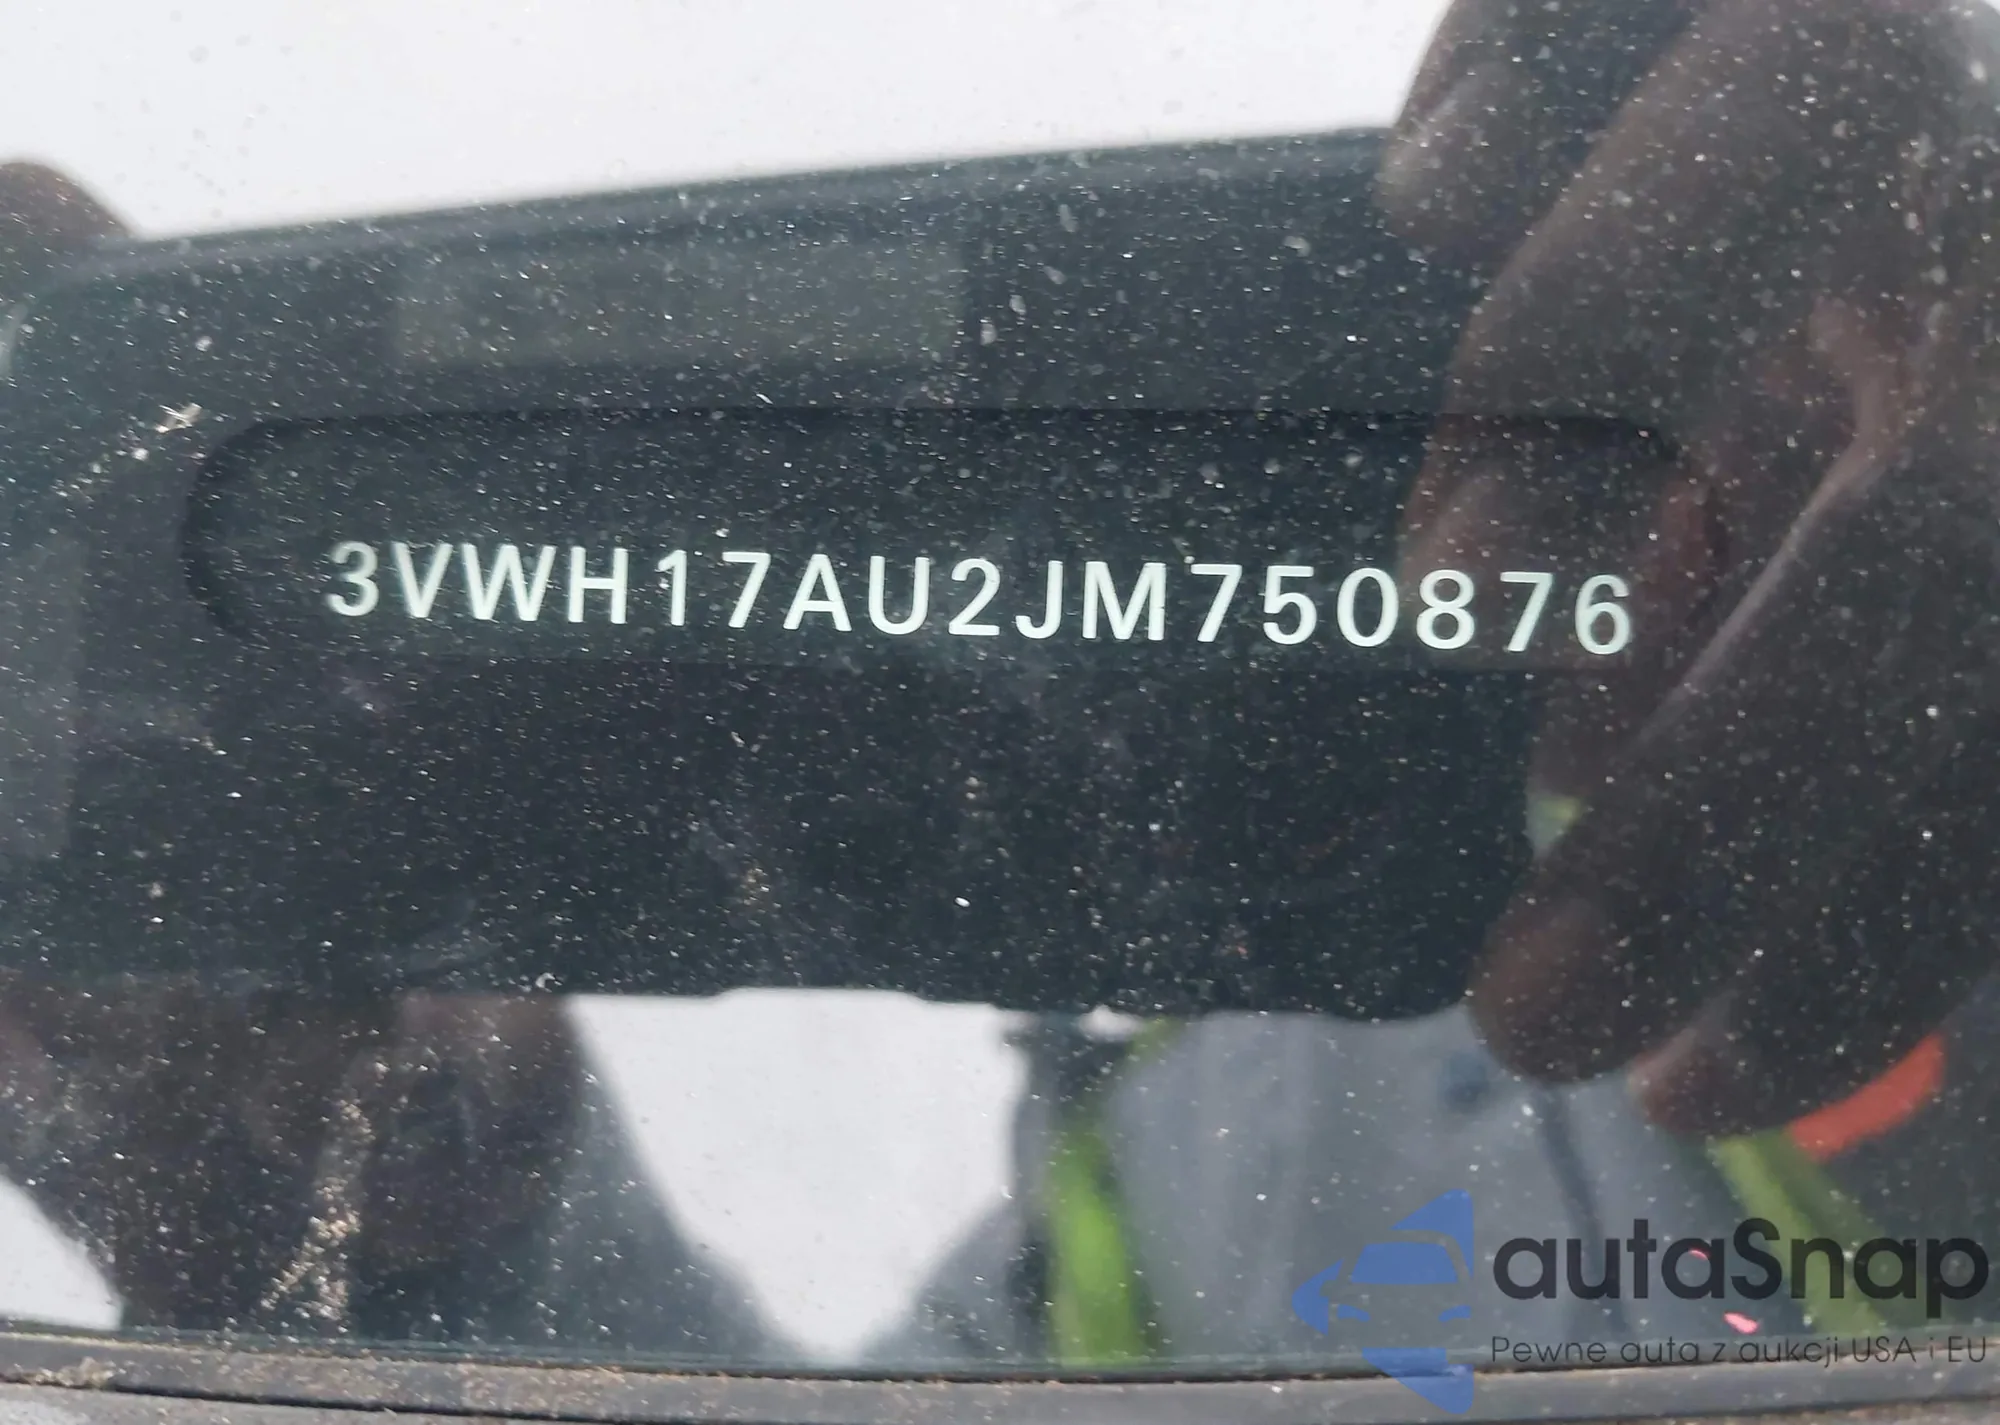 3VWH17AU2JM750876
autaSnap
Pewne auta z aukcji USA i EU